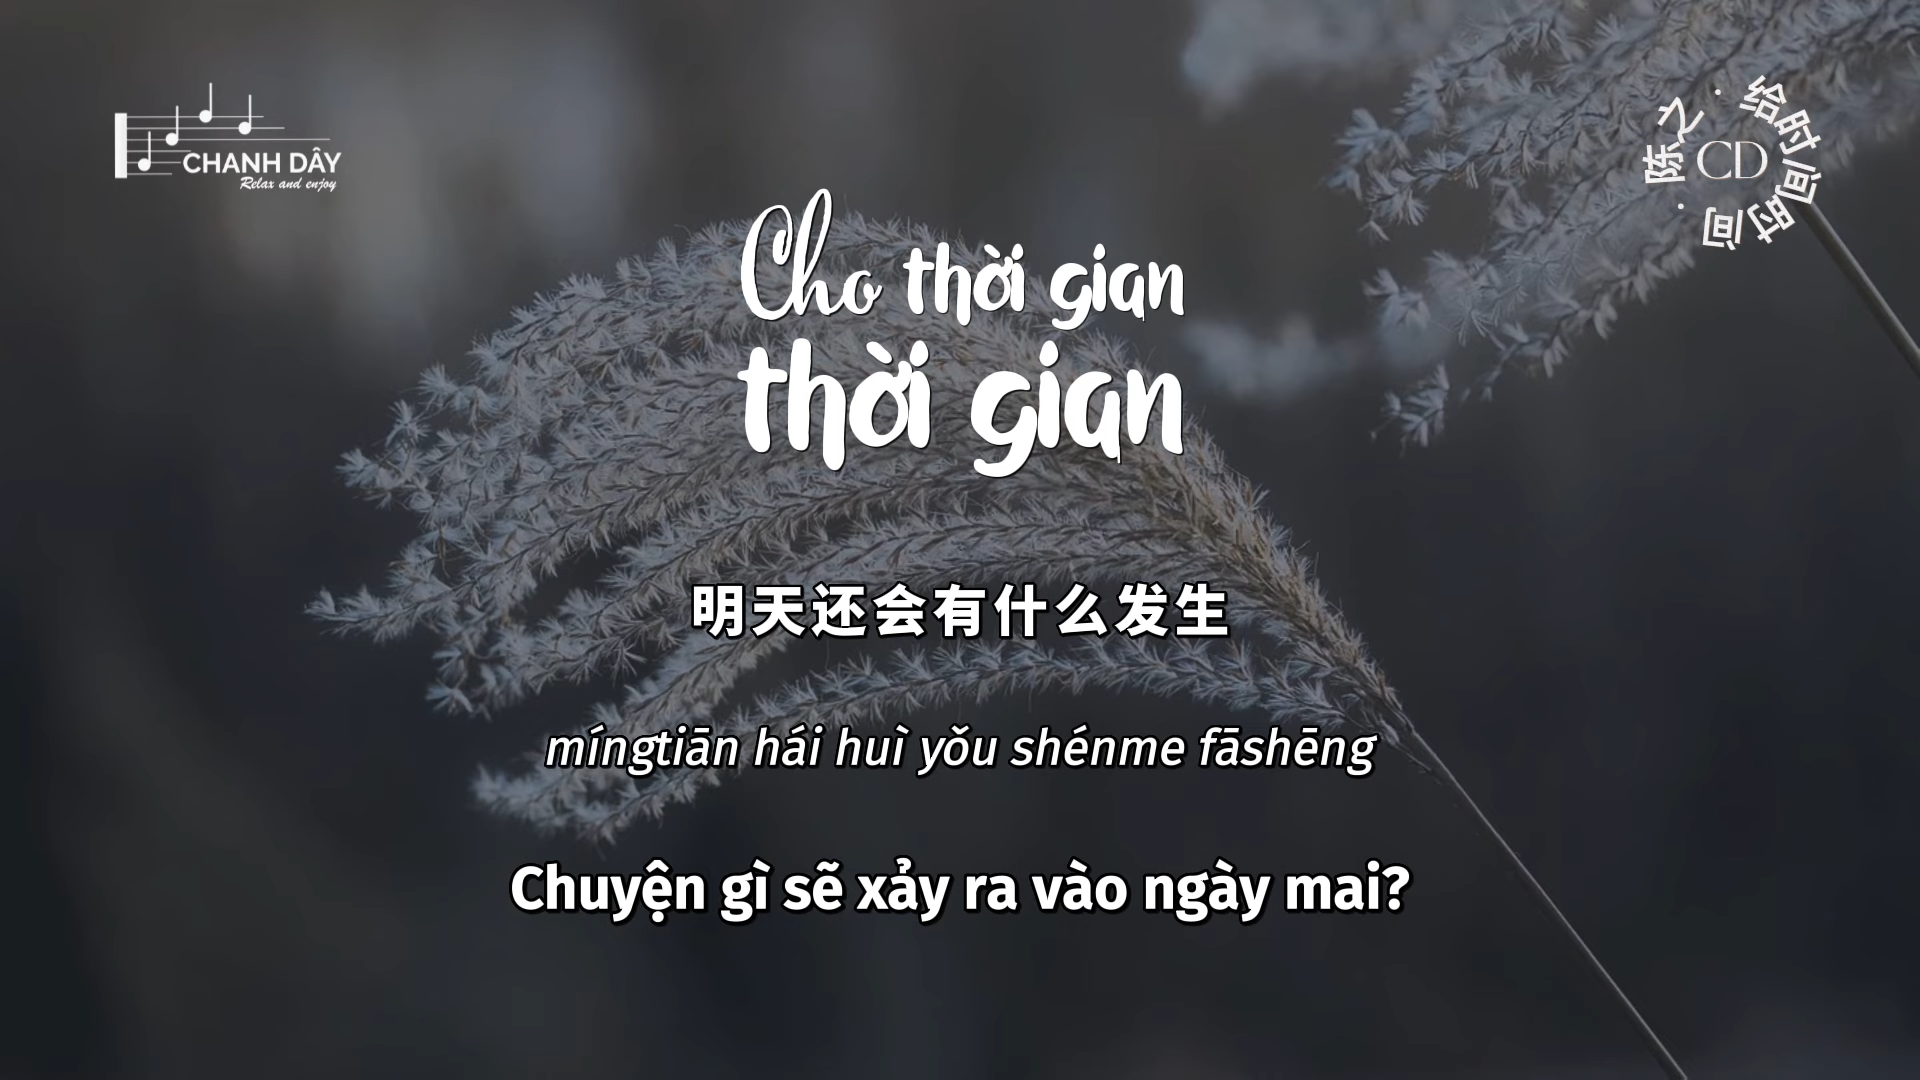 CHANH DÂY
Relax and enjoy
陈之 · 给时间时间 ·
CD
Cho thời gian
thời gian
明天还会有什么发生
míngtiān hái huì yǒu shénme fāshēng
Chuyện gì sẽ xảy ra vào ngày mai?